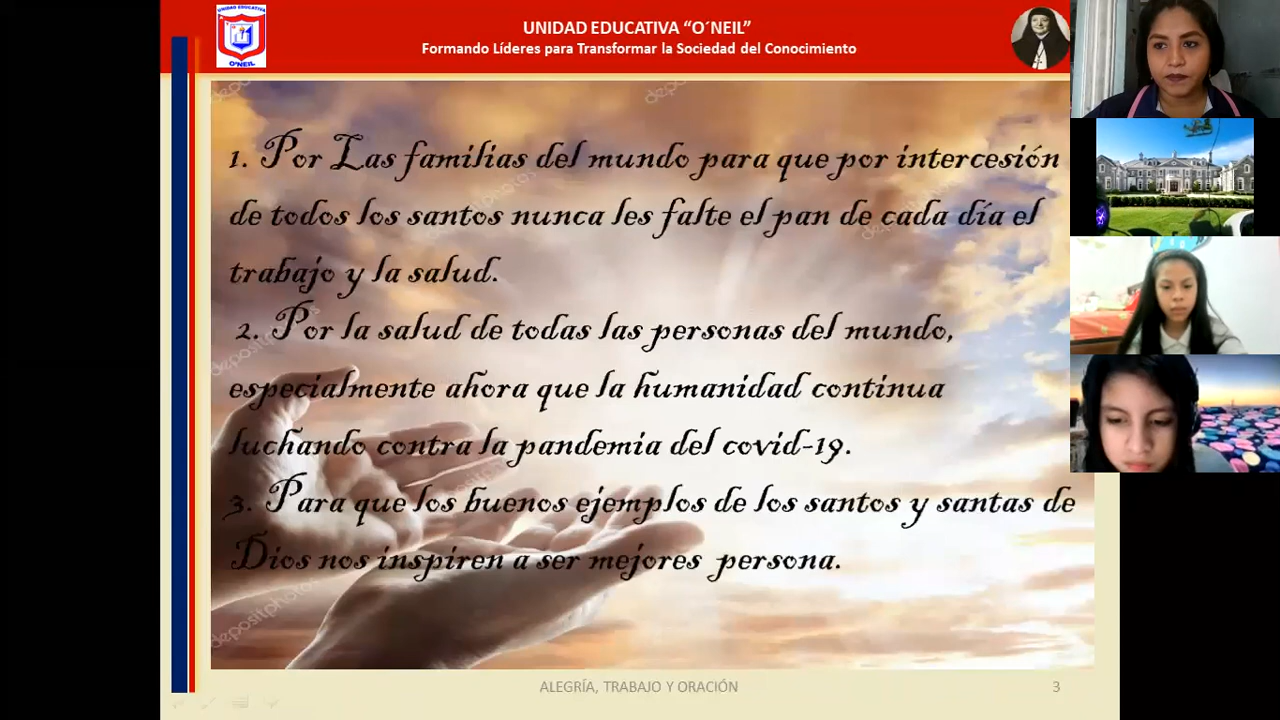 UNIDAD EDUCATIVA
O'NEIL
UNIDAD EDUCATIVA “O´NEIL”
Formando Líderes para Transformar la Sociedad del Conocimiento
1. Por Las familias del mundo para que por intercesión
de todos los santos nunca les falte el pan de cada día el
trabajo y la salud.
2. Por la salud de todas las personas del mundo,
especialmente ahora que la humanidad continua
luchando contra la pandemia del covid-19.
3. Para que los buenos ejemplos de los santos y santas de
Dios nos inspiren a ser mejores persona.
depositphotos
ALEGRÍA, TRABAJO Y ORACIÓN
3